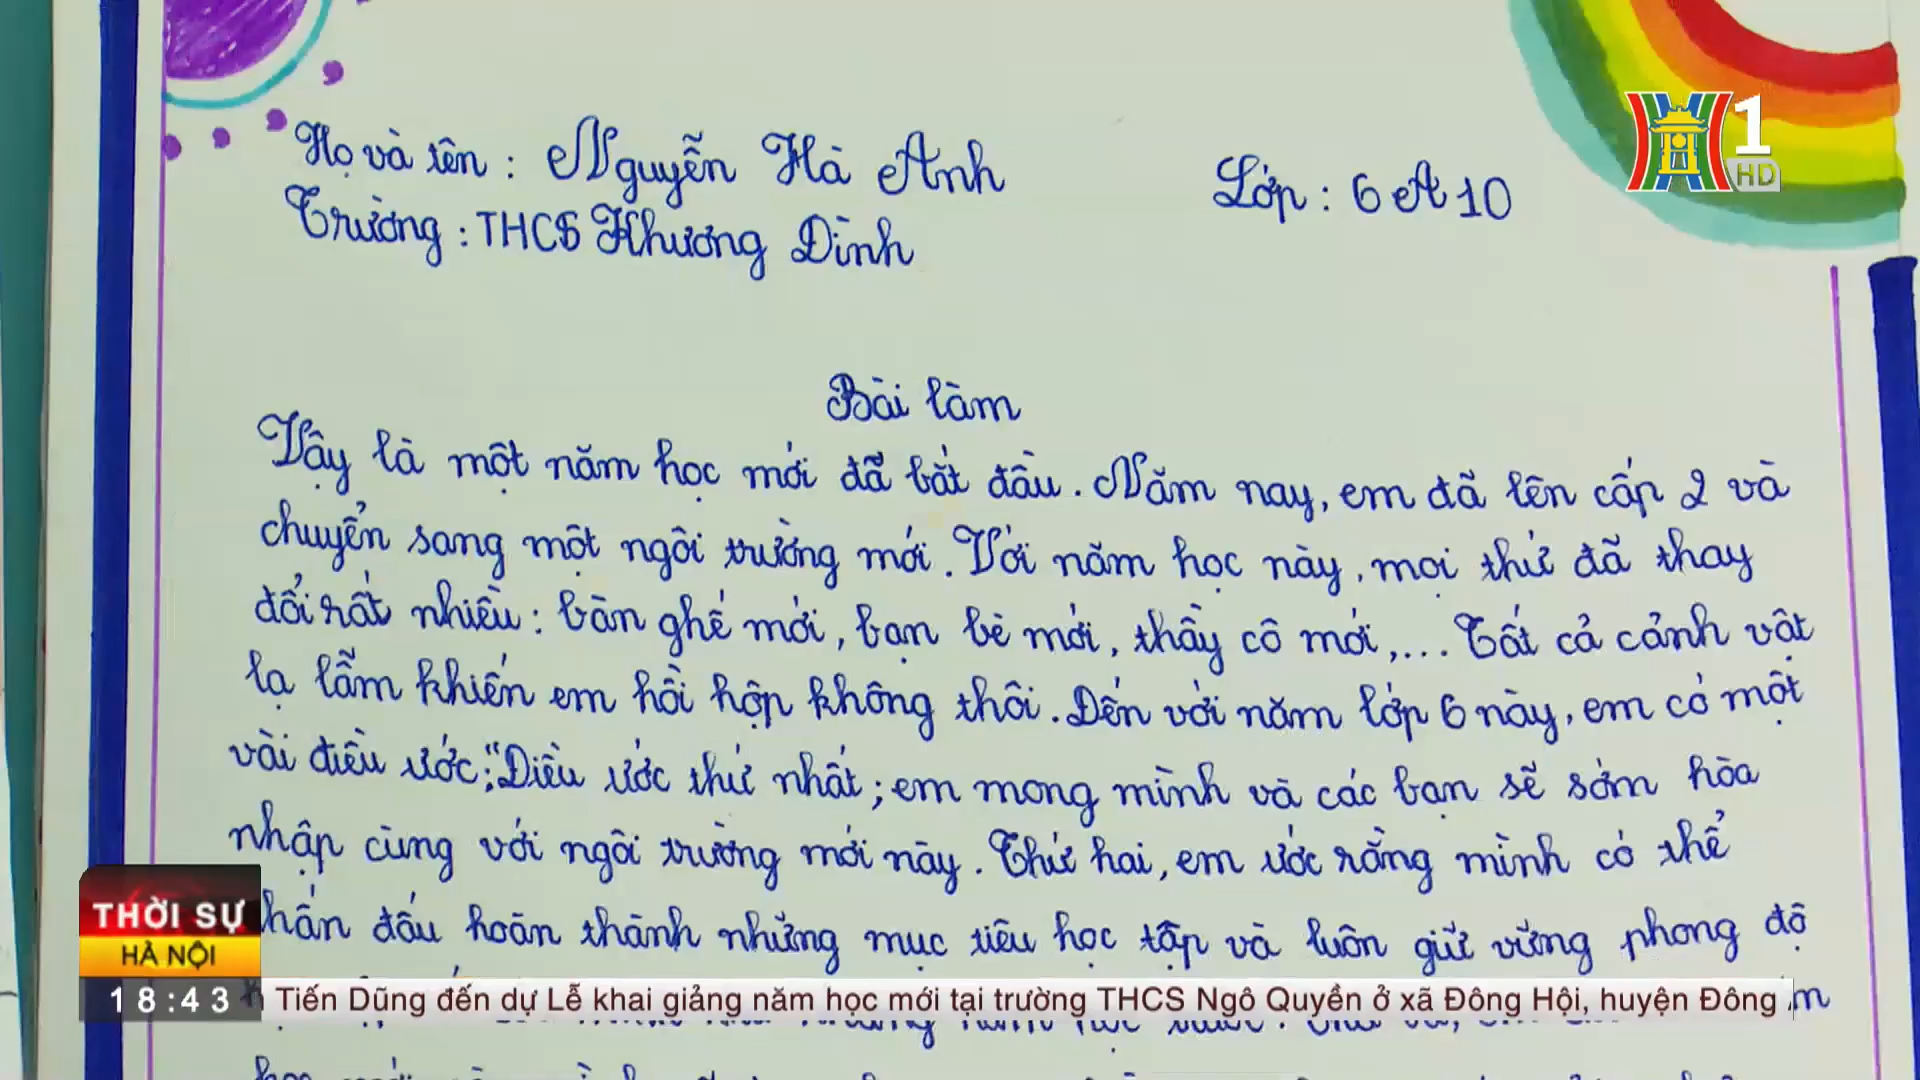 1
HD
Họ và tên : Nguyễn Hà Anh
Lớp : 6A10
Trường : THCS Khương Đình
Bài làm
Vậy là một năm học mới đã bắt đầu. Năm nay, em đã lên cấp 2 và
chuyển sang một ngôi trường mới. Với năm học này, mọi thứ đã thay
đổi rất nhiều : bàn ghế mới, bạn bè mới, thầy cô mới,... Tất cả cảnh vật
lạ lẫm khiến em hồi hộp không thôi. Đến với năm lớp 6 này, em có một
vài điều ước: "Điều ước thứ nhất; em mong mình và các bạn sẽ sớm hòa
nhập cùng với ngôi trường mới này. Thứ hai, em ước rằng mình có thể
đấu hoàn thành những mục tiêu học tập và luôn giữ vững phong độ
THỜI SỰ
HÀ NỘI
18:43
Tiến Dũng đến dự Lễ khai giảng năm học mới tại trường THCS Ngô Quyền ở xã Đông Hội, huyện Đông